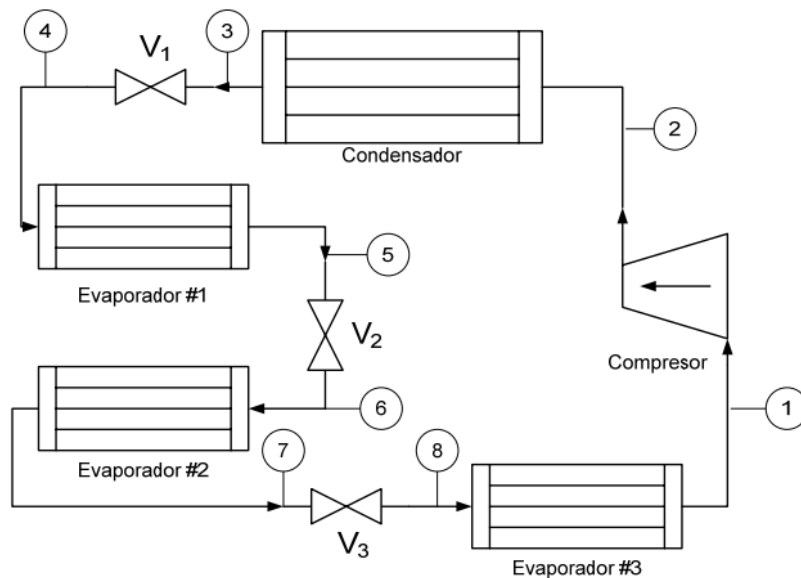 4
V1
3
Condensador
2
Evaporador #1
5
V2
Compresor
1
6
Evaporador #2
7
8
V3
Evaporador #3